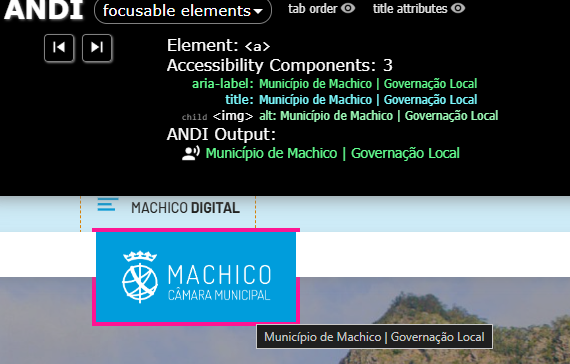 ANDI focusable elements tab order title attributes
Element: <a>
Accessibility Components: 3
aria-label: Município de Machico | Governação Local
title: Município de Machico | Governação Local
child <img> alt: Município de Machico | Governação Local
ANDI Output:
Município de Machico | Governação Local
MACHICO DIGITAL
MACHICO
CÂMARA MUNICIPAL
Município de Machico | Governação Local